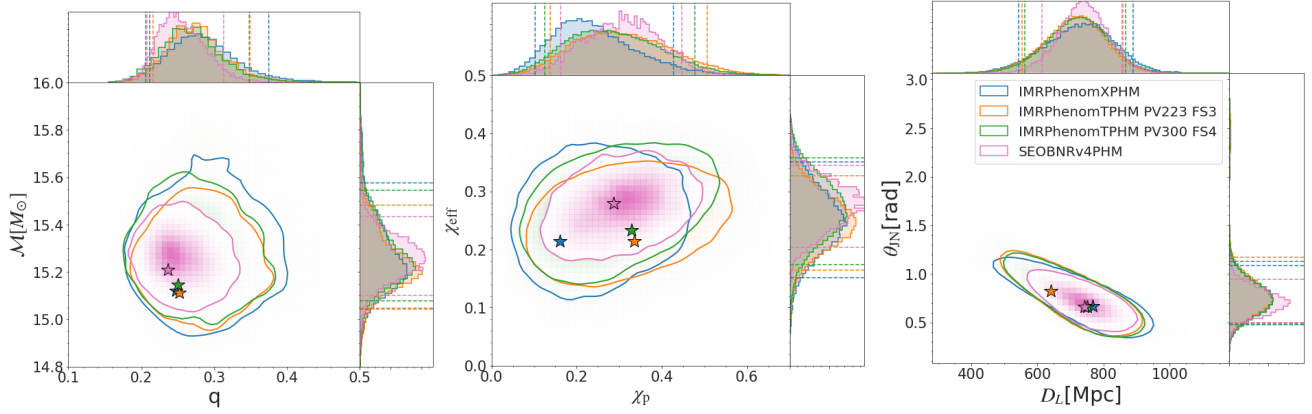 16.0
15.8
15.6
15.4
15.2
15.0
14.8
ℳ[M⊙]
0.1 0.2 0.3 0.4 0.5
q
0.5
0.4
0.3
0.2
0.1
0.0
χeff
0.0 0.2 0.4 0.6
χp
3.0
2.5
2.0
1.5
1.0
0.5
θJN[rad]
IMRPhenomXPHM
IMRPhenomTPHM PV223 FS3
IMRPhenomTPHM PV300 FS4
SEOBNRv4PHM
400 600 800 1000
DL[Mpc]